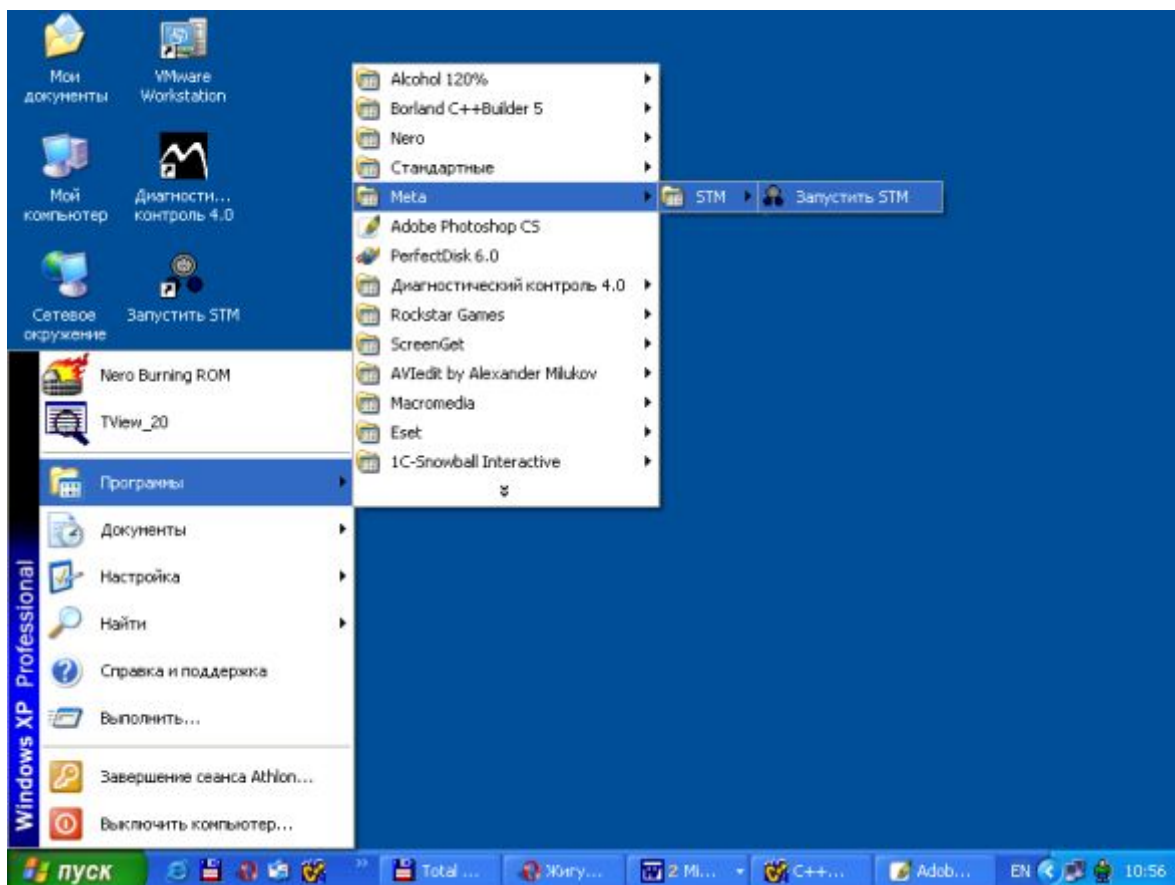 Мои
документы
VMware
Workstation
Мой
компьютер
Диагности...
контроль 4.0
Сетевое
окружение
Запустить STM
Alcohol 120%
Borland C++Builder 5
Nero
Стандартные
Meta
Adobe Photoshop CS
PerfectDisk 6.0
Диагностический контроль 4.0
Rockstar Games
ScreenGet
AVIedit by Alexander Milukov
Macromedia
Eset
1C-Snowball Interactive
STM
Запустить STM
Nero Burning ROM
TView_20
Программы
Документы
Настройка
Найти
Справка и поддержка
Выполнить...
Завершение сеанса Athlon...
Выключить компьютер...
Windows XP Professional
пуск
Total ...
Жигу...
2 Mi...
C++...
Adob...
EN
10:56